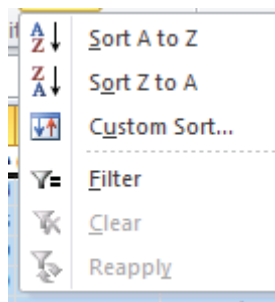 Sort A to Z
Sort Z to A
Custom Sort...
Filter
Clear
Reapply